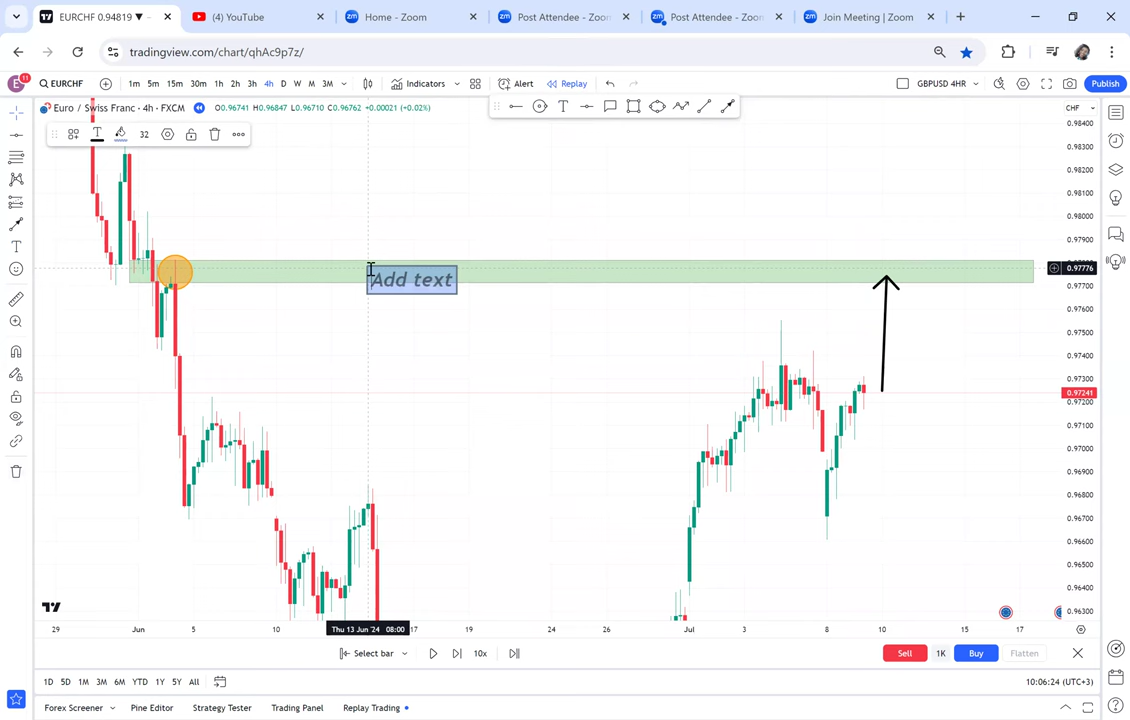 EURCHF 0.94819 ▼
(4) YouTube
Home - Zoom
Post Attendee - Zoom
Post Attendee - Zoom
Join Meeting | Zoom
tradingview.com/chart/qhAc9p7z/
E 11 EURCHF 1m 5m 15m 30m 1h 2h 3h 4h D W M 3M Indicators Alert Replay GBPUSD 4HR Publish
Euro / Swiss Franc · 4h · FXCM O0.96741 H0.96847 L0.96710 C0.96762 +0.00021 (+0.02%)
CHF
32
0.98400
0.98300
0.98200
0.98100
0.98000
0.97900
0.97776
0.97700
0.97600
0.97500
0.97400
0.97300
0.97241
0.97200
0.97100
0.97000
0.96900
0.96800
0.96700
0.96600
0.96500
0.96400
0.96300
Add text
29 Jun 5 10 Thu 13 Jun '24 08:00 17 19 24 26 Jul 3 8 10 15 17
Select bar 10x Sell 1K Buy Flatten
1D 5D 1M 3M 6M YTD 1Y 5Y All 10:06:24 (UTC+3)
Forex Screener Pine Editor Strategy Tester Trading Panel Replay Trading